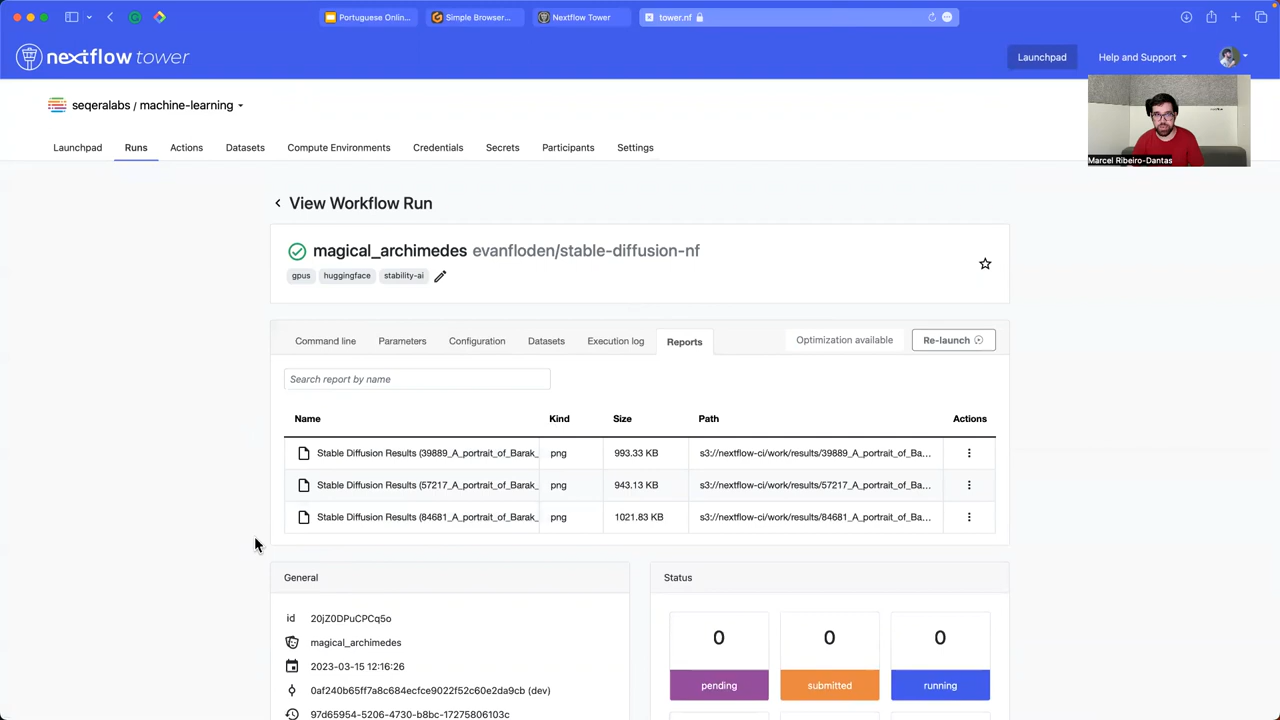 Portuguese Onlin...
Simple Browser...
Nextflow Tower
tower.nf
nextflow tower
Launchpad
Help and Support
seqeralabs / machine-learning
Marcel Ribeiro-Dantas
Launchpad
Runs
Actions
Datasets
Compute Environments
Credentials
Secrets
Participants
Settings
View Workflow Run
magical_archimedes evanfloden/stable-diffusion-nf
gpus huggingface stability-ai
Command line
Parameters
Configuration
Datasets
Execution log
Reports
Optimization available
Re-launch
Search report by name
Name Kind Size Path Actions
Stable Diffusion Results (39889_A_portrait_of_Barak_ png 993.33 KB s3://nextflow-ci/work/results/39889_A_portrait_of_Ba...
Stable Diffusion Results (57217_A_portrait_of_Barak_ png 943.13 KB s3://nextflow-ci/work/results/57217_A_portrait_of_Ba...
Stable Diffusion Results (84681_A_portrait_of_Barak_ png 1021.83 KB s3://nextflow-ci/work/results/84681_A_portrait_of_Ba...
General
id 20jZ0DPuCPCq5o
magical_archimedes
2023-03-15 12:16:26
0af240b65ff7a8c684ecfce9022f52c60e2da9cb (dev)
97d65954-5206-4730-b8bc-17275806103c
Status
0 0 0
pending submitted running